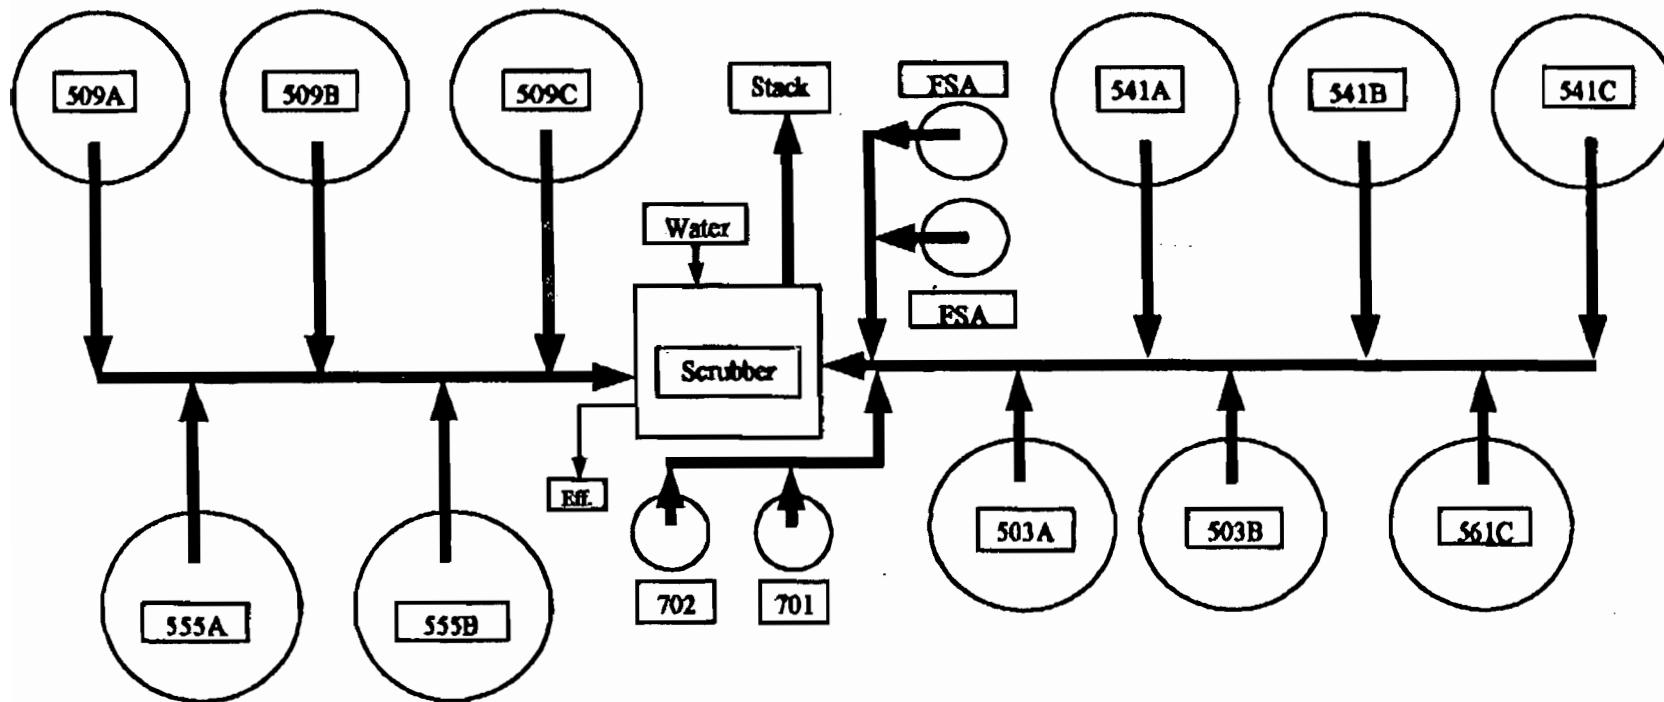 509A
509B
509C
Stack
FSA
541A
541B
541C
Water
FSA
Scrubber
Eff.
503A
503B
561C
702
701
555A
555B